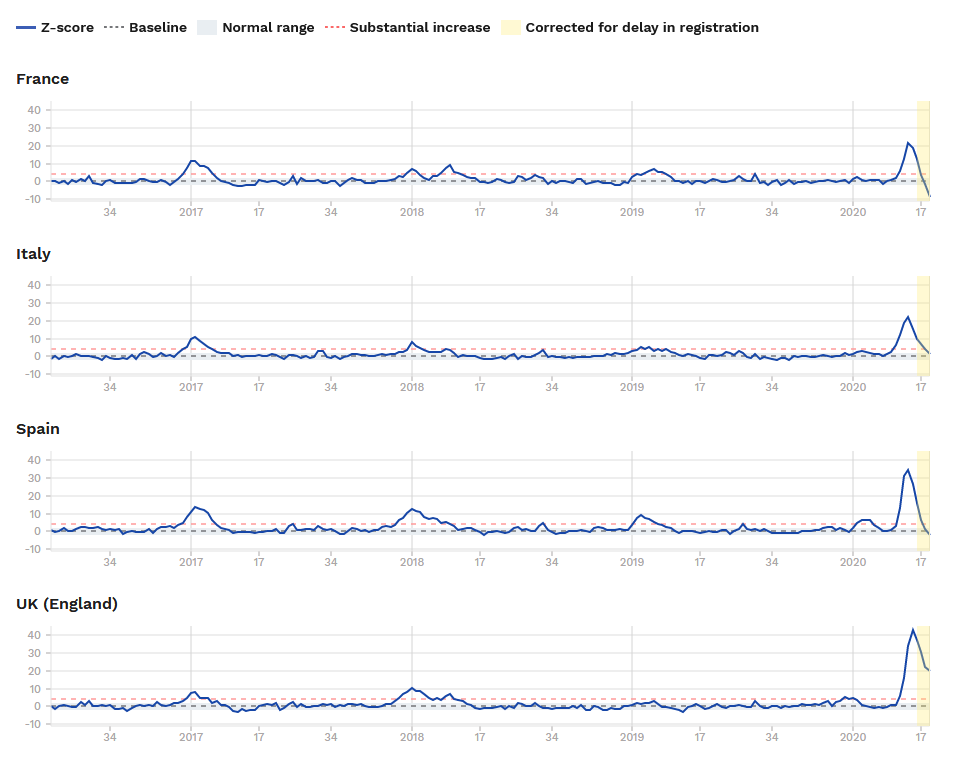 Z-score Baseline Normal range Substantial increase Corrected for delay in registration
France
40
30
20
10
0
-10
34 2017 17 34 2018 17 34 2019 17 34 2020 17
Italy
40
30
20
10
0
-10
34 2017 17 34 2018 17 34 2019 17 34 2020 17
Spain
40
30
20
10
0
-10
34 2017 17 34 2018 17 34 2019 17 34 2020 17
UK (England)
40
30
20
10
0
-10
34 2017 17 34 2018 17 34 2019 17 34 2020 17